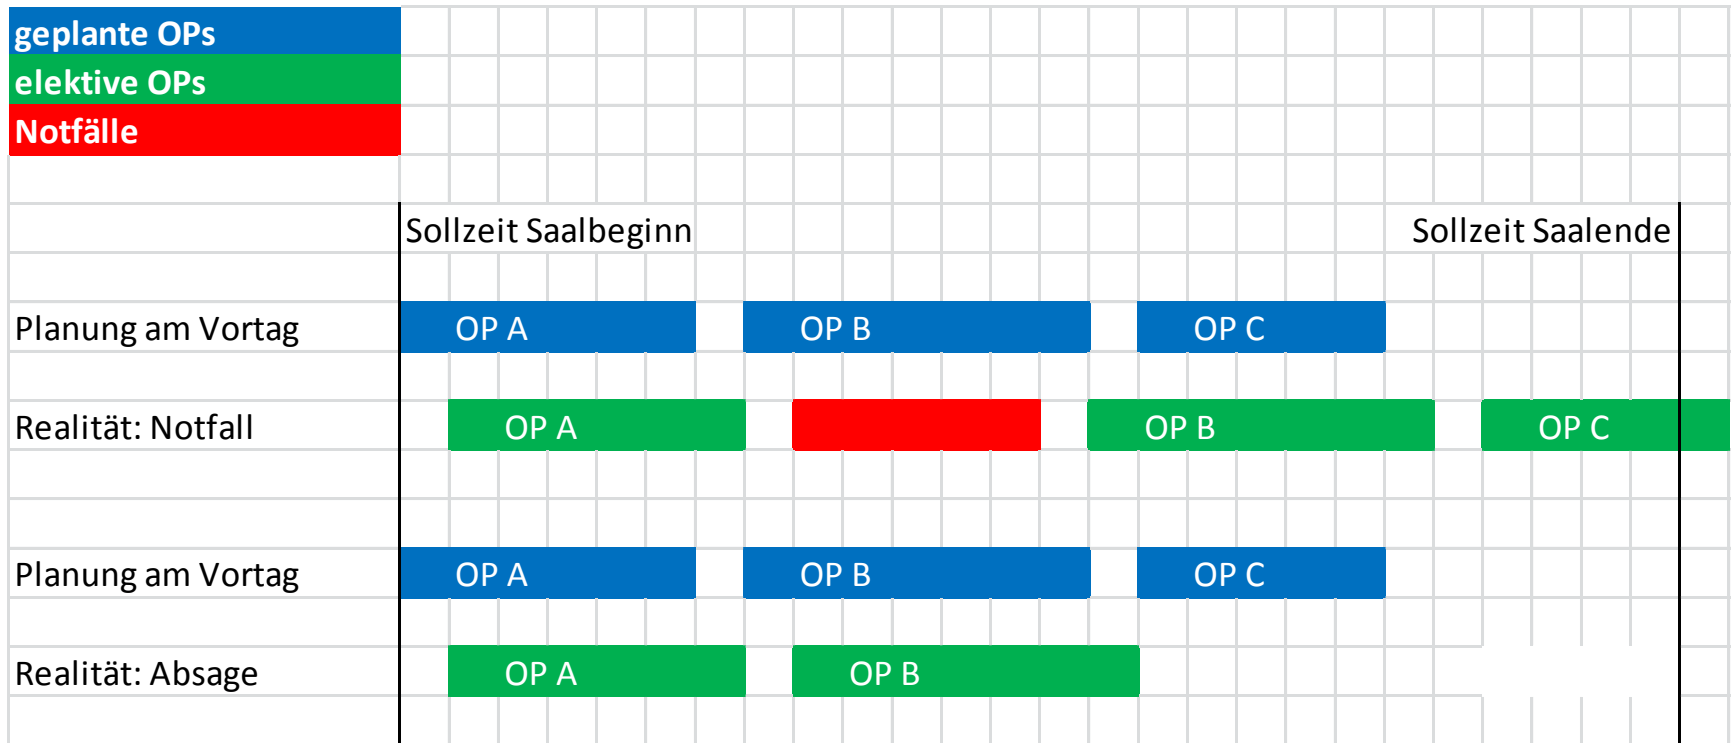 geplante OPs
elektive OPs
Notfälle
Sollzeit Saalbeginn Sollzeit Saalende
Planung am Vortag OP A OP B OP C
Realität: Notfall OP A OP B OP C
Planung am Vortag OP A OP B OP C
Realität: Absage OP A OP B